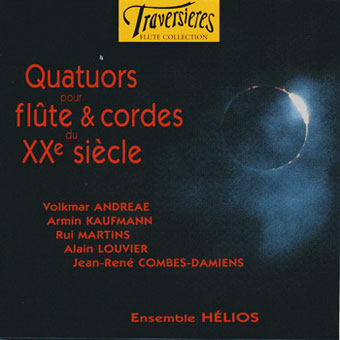 Traversieres
FLUTE COLLECTION
Quatuors
pour
flûte & cordes
du
XXe siècle
Volkmar ANDREAE
Armin KAUFMANN
Rui MARTINS
Alain LOUVIER
Jean-René COMBES-DAMIENS
Ensemble HÉLIOS